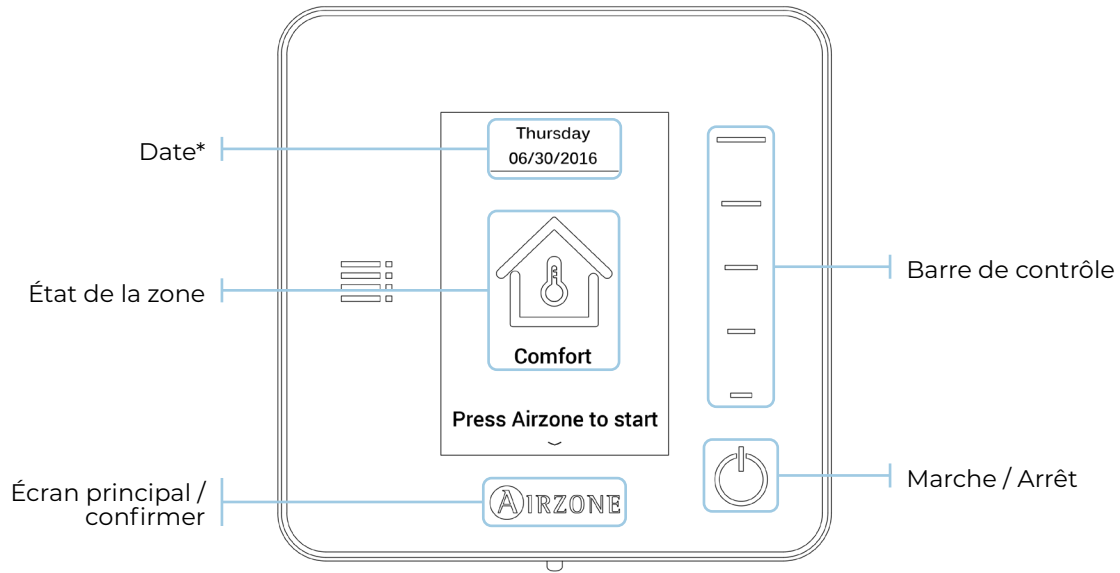 Date*
Thursday
06/30/2016
État de la zone
Comfort
Press Airzone to start
Barre de contrôle
Écran principal /
confirmer
AIRZONE
Marche / Arrêt